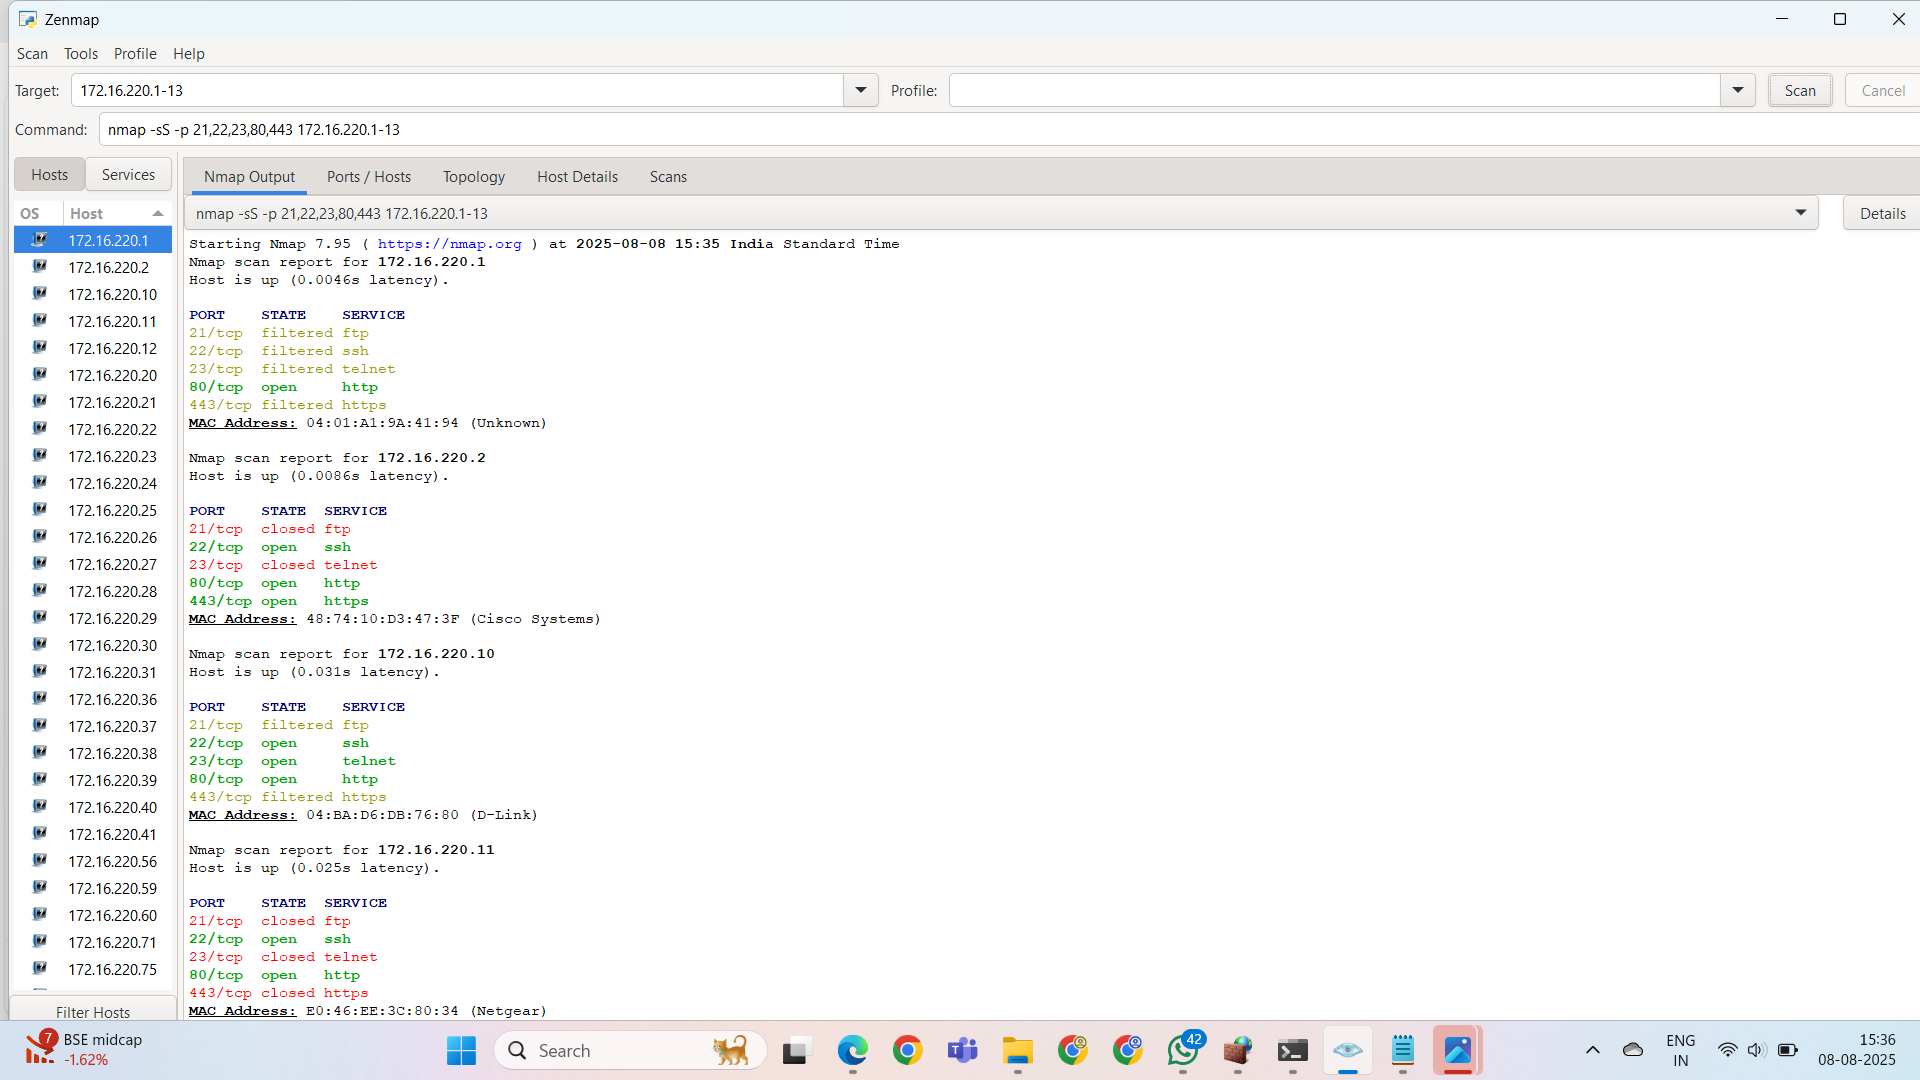 Zenmap
Scan Tools Profile Help
Target: 172.16.220.1-13 Profile: Scan Cancel
Command: nmap -sS -p 21,22,23,80,443 172.16.220.1-13
Hosts Services
Nmap Output Ports / Hosts Topology Host Details Scans
OS Host
nmap -sS -p 21,22,23,80,443 172.16.220.1-13 Details
172.16.220.1
172.16.220.2
172.16.220.10
172.16.220.11
172.16.220.12
172.16.220.20
172.16.220.21
172.16.220.22
172.16.220.23
172.16.220.24
172.16.220.25
172.16.220.26
172.16.220.27
172.16.220.28
172.16.220.29
172.16.220.30
172.16.220.31
172.16.220.36
172.16.220.37
172.16.220.38
172.16.220.39
172.16.220.40
172.16.220.41
172.16.220.56
172.16.220.59
172.16.220.60
172.16.220.71
172.16.220.75
Filter Hosts
Starting Nmap 7.95 ( https://nmap.org ) at 2025-08-08 15:35 India Standard Time
Nmap scan report for 172.16.220.1
Host is up (0.0046s latency).
PORT STATE SERVICE
21/tcp filtered ftp
22/tcp filtered ssh
23/tcp filtered telnet
80/tcp open http
443/tcp filtered https
MAC Address: 04:01:A1:9A:41:94 (Unknown)
Nmap scan report for 172.16.220.2
Host is up (0.0086s latency).
PORT STATE SERVICE
21/tcp closed ftp
22/tcp open ssh
23/tcp closed telnet
80/tcp open http
443/tcp open https
MAC Address: 48:74:10:D3:47:3F (Cisco Systems)
Nmap scan report for 172.16.220.10
Host is up (0.031s latency).
PORT STATE SERVICE
21/tcp filtered ftp
22/tcp open ssh
23/tcp open telnet
80/tcp open http
443/tcp filtered https
MAC Address: 04:BA:D6:DB:76:80 (D-Link)
Nmap scan report for 172.16.220.11
Host is up (0.025s latency).
PORT STATE SERVICE
21/tcp closed ftp
22/tcp open ssh
23/tcp closed telnet
80/tcp open http
443/tcp closed https
MAC Address: E0:46:EE:3C:80:34 (Netgear)
7
BSE midcap
-1.62%
Search
42
ENG
IN
15:36
08-08-2025